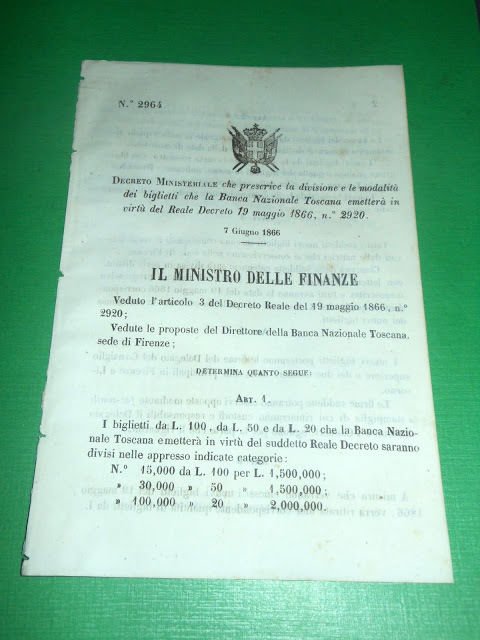 N.° 2964
DECRETO MINISTERIALE che prescrive la divisione e le modalità
dei biglietti che la Banca Nazionale Toscana emetterà in
virtù del Reale Decreto 19 maggio 1866, n.° 2920.
7 Giugno 1866
IL MINISTRO DELLE FINANZE
Veduto l'articolo 3 del Decreto Reale del 19 maggio 1866, n.°
2920;
Vedute le proposte del Direttore della Banca Nazionale Toscana,
sede di Firenze;
DETERMINA QUANTO SEGUE:
ART. 1.
I biglietti da L. 100, da L. 50 e da L. 20 che la Banca Nazio-
nale Toscana emetterà in virtù del suddetto Reale Decreto saranno
divisi nelle appresso indicate categorie:
N.° 15,000 da L. 100 per L. 1,500,000;
» 30,000 » 50 » 1,500,000;
» 100,000 » 20 » 2,000,000.